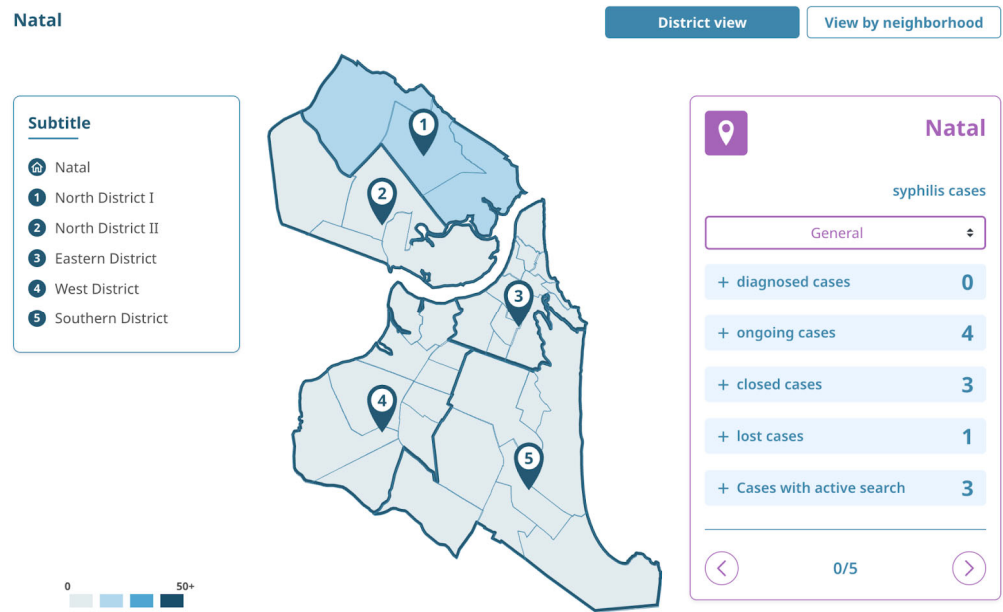 Natal
District view
View by neighborhood
Subtitle
Natal
1 North District I
2 North District II
3 Eastern District
4 West District
5 Southern District
1
2
3
4
5
0 50+
Natal
syphilis cases
General
+ diagnosed cases 0
+ ongoing cases 4
+ closed cases 3
+ lost cases 1
+ Cases with active search 3
0/5